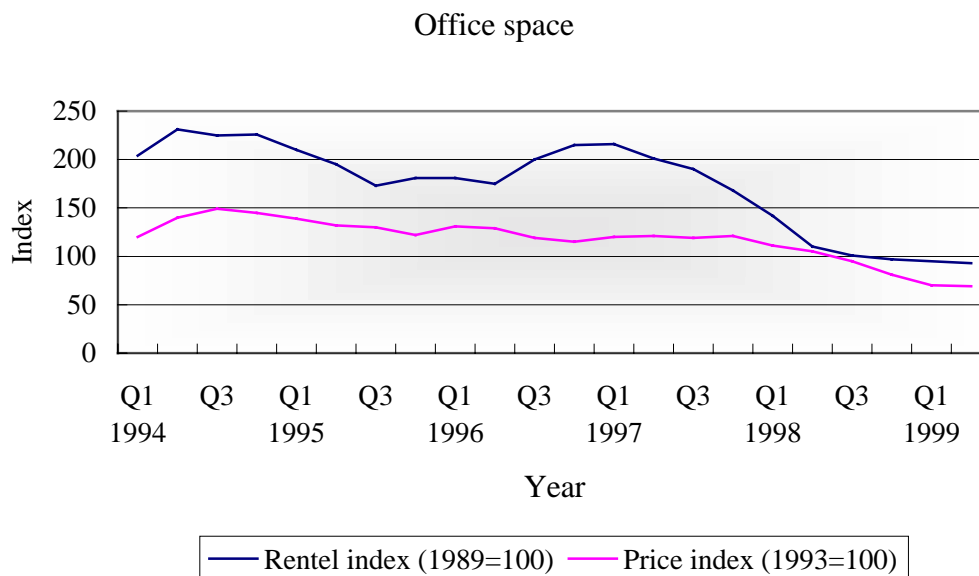 Office space
250
200
150
100
50
0
Index
Q1 Q3 Q1 Q3 Q1 Q3 Q1 Q3 Q1 Q3 Q1
1994 1995 1996 1997 1998 1999
Year
Rentel index (1989=100) Price index (1993=100)